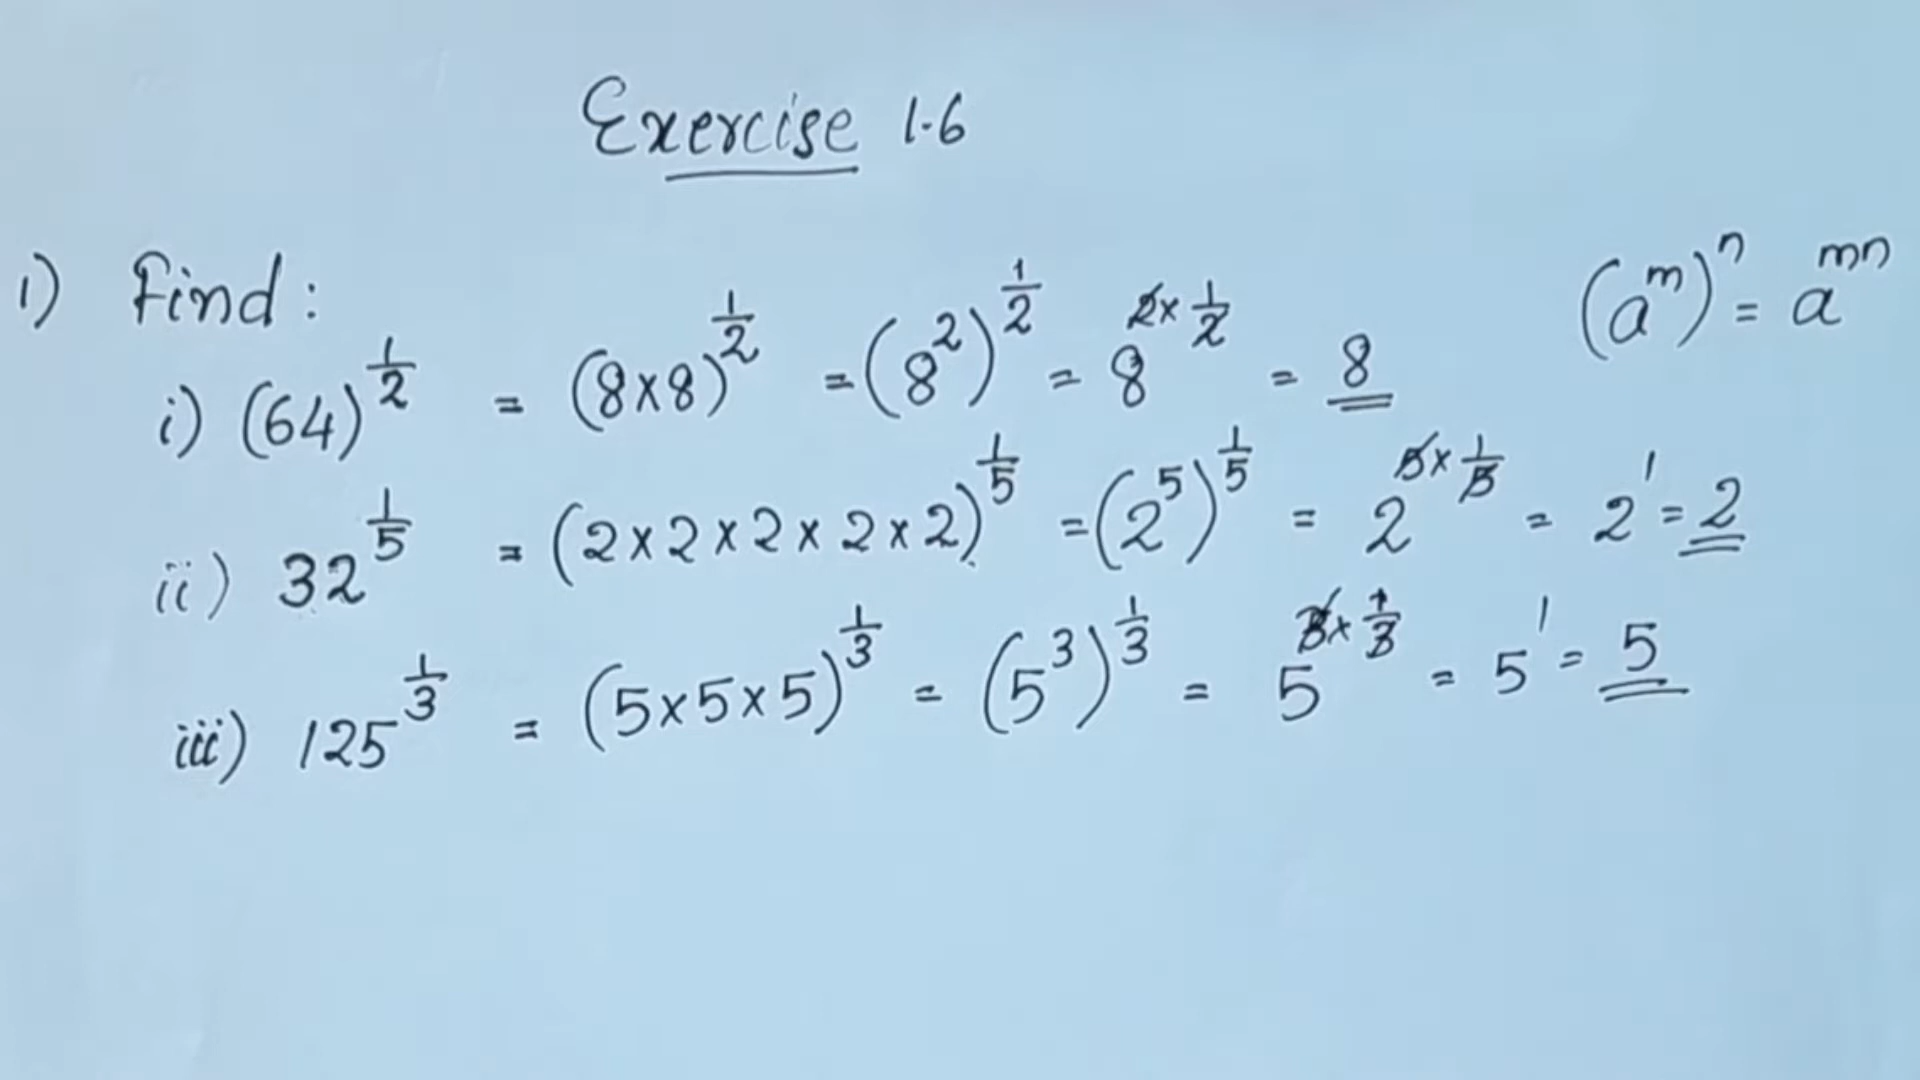 Exercise 1.6
1) Find :
(a^m)^n = a^mn
i) (64)^1/2 = (8×8)^1/2 = (8^2)^1/2 = 8^2×1/2 = 8
ii) 32^1/5 = (2×2×2×2×2)^1/5 = (2^5)^1/5 = 2^5×1/5 = 2^1 = 2
iii) 125^1/3 = (5×5×5)^1/3 = (5^3)^1/3 = 5^3×1/3 = 5^1 = 5